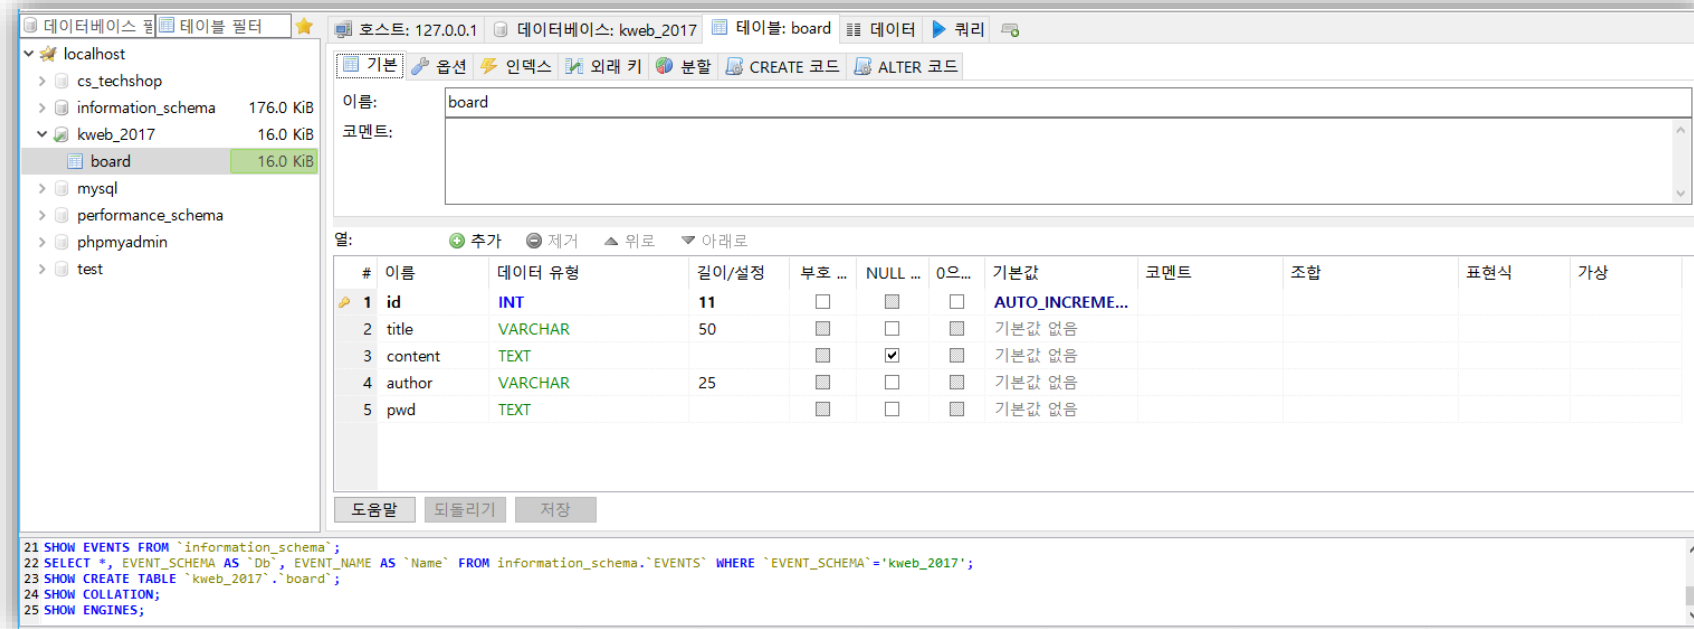 데이터베이스 필 테이블 필터
호스트: 127.0.0.1 데이터베이스: kweb_2017 테이블: board 데이터 쿼리
localhost
cs_techshop
information_schema 176.0 KiB
kweb_2017 16.0 KiB
board 16.0 KiB
mysql
performance_schema
phpmyadmin
test
기본 옵션 인덱스 외래 키 분할 CREATE 코드 ALTER 코드
이름: board
코멘트:
열: 추가 제거 위로 아래로
# 이름 데이터 유형 길이/설정 부호 ... NULL ... 0으... 기본값 코멘트 조합 표현식 가상
1 id INT 11 AUTO_INCREME...
2 title VARCHAR 50 기본값 없음
3 content TEXT 기본값 없음
4 author VARCHAR 25 기본값 없음
5 pwd TEXT 기본값 없음
도움말 되돌리기 저장
21 SHOW EVENTS FROM `information_schema`;
22 SELECT *, EVENT_SCHEMA AS `Db`, EVENT_NAME AS `Name` FROM information_schema.`EVENTS` WHERE `EVENT_SCHEMA`='kweb_2017';
23 SHOW CREATE TABLE `kweb_2017`.`board`;
24 SHOW COLLATION;
25 SHOW ENGINES;